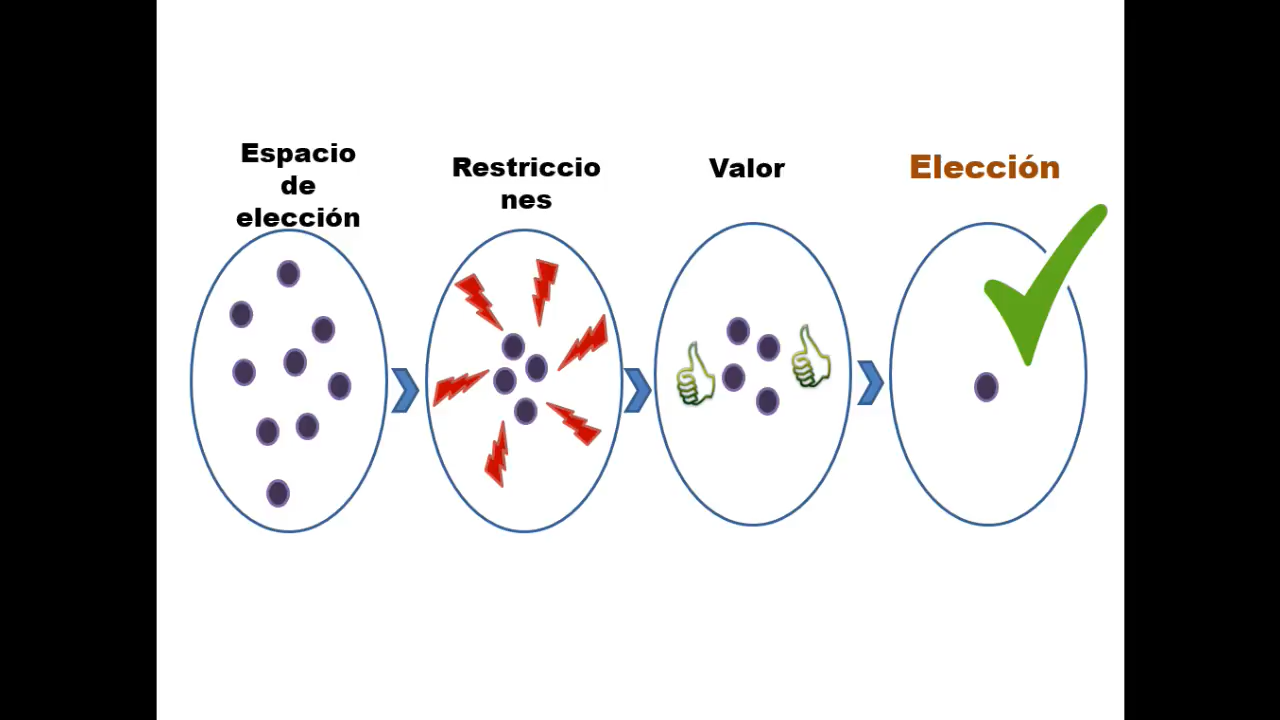 Espacio
de
elección
Restriccio
nes
Valor
Elección